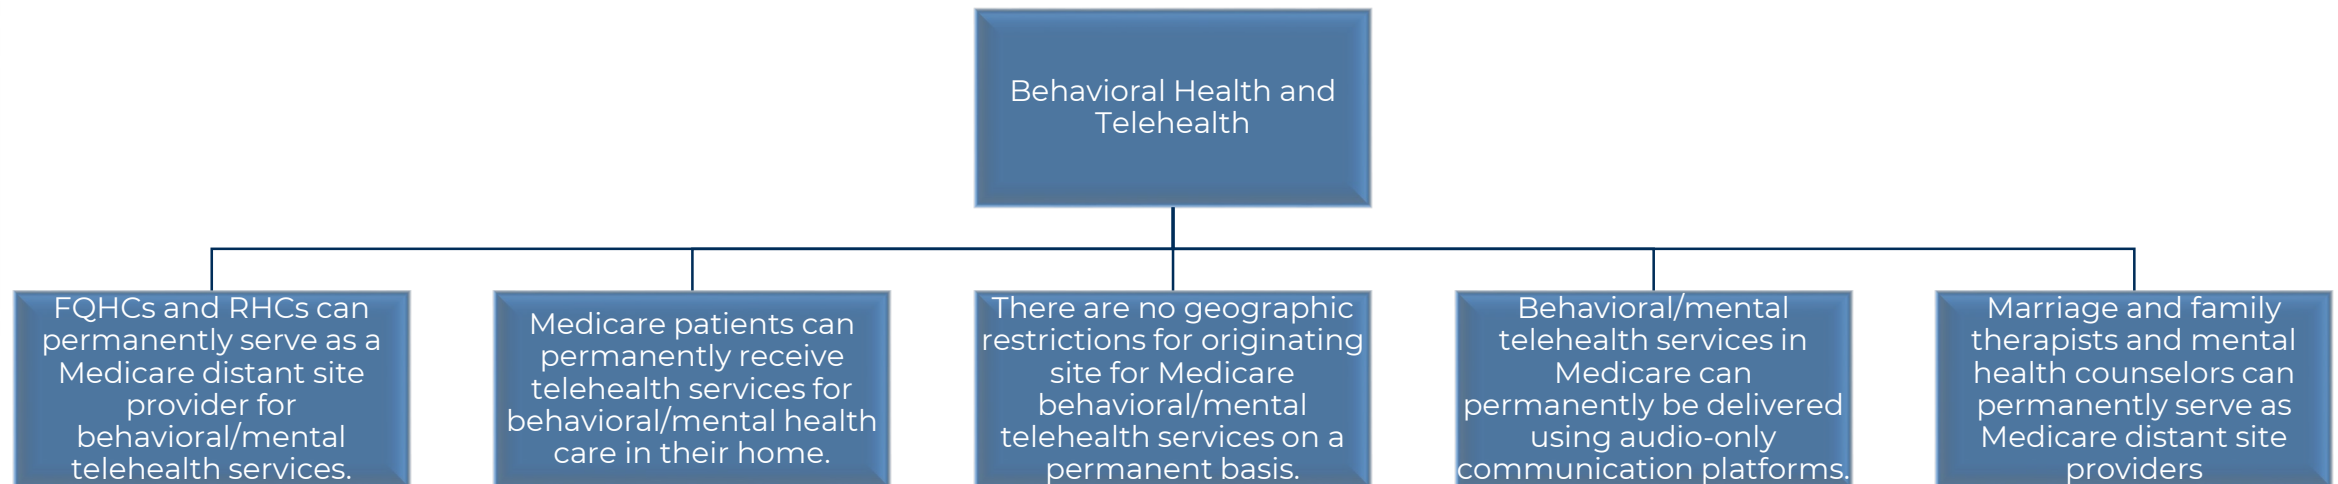 Behavioral Health and
Telehealth
FQHCs and RHCs can
permanently serve as a
Medicare distant site
provider for
behavioral/mental
telehealth services.
Medicare patients can
permanently receive
telehealth services for
behavioral/mental health
care in their home.
There are no geographic
restrictions for originating
site for Medicare
behavioral/mental
telehealth services on a
permanent basis.
Behavioral/mental
telehealth services in
Medicare can
permanently be delivered
using audio-only
communication platforms.
Marriage and family
therapists and mental
health counselors can
permanently serve as
Medicare distant site
providers